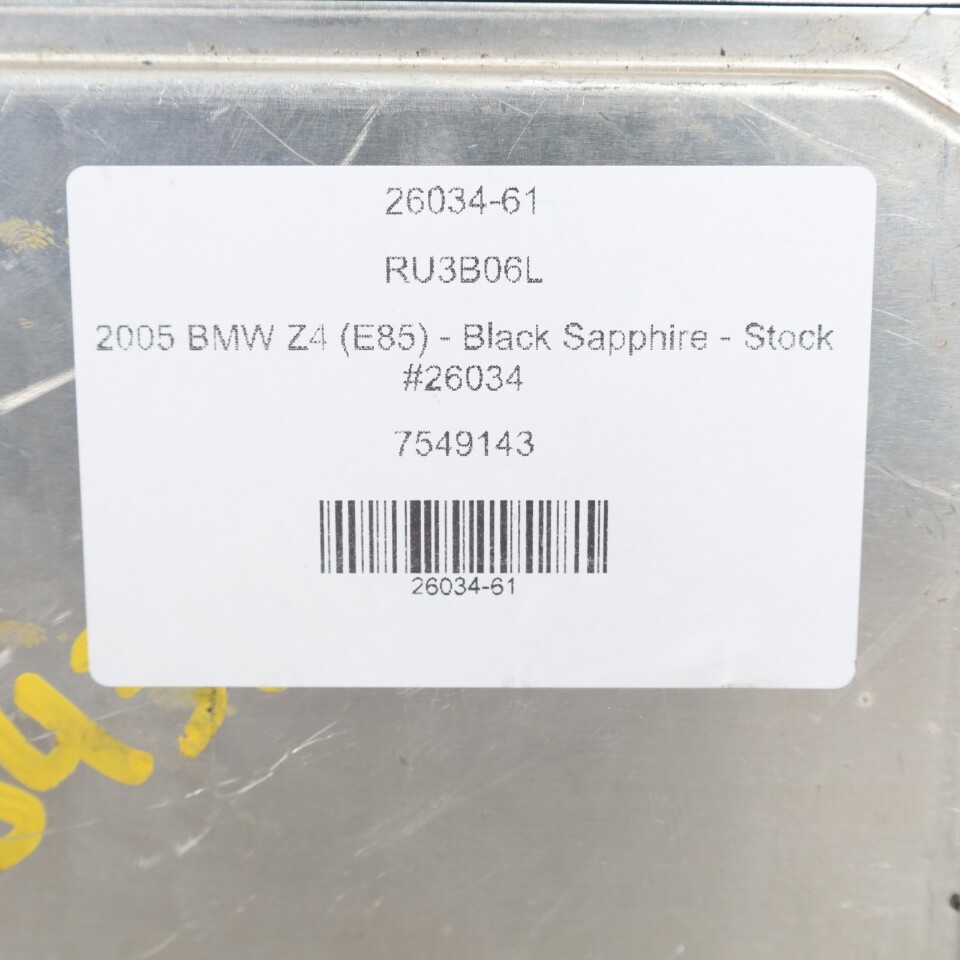 26034-61
RU3B06L
2005 BMW Z4 (E85) - Black Sapphire - Stock
#26034
7549143
26034-61